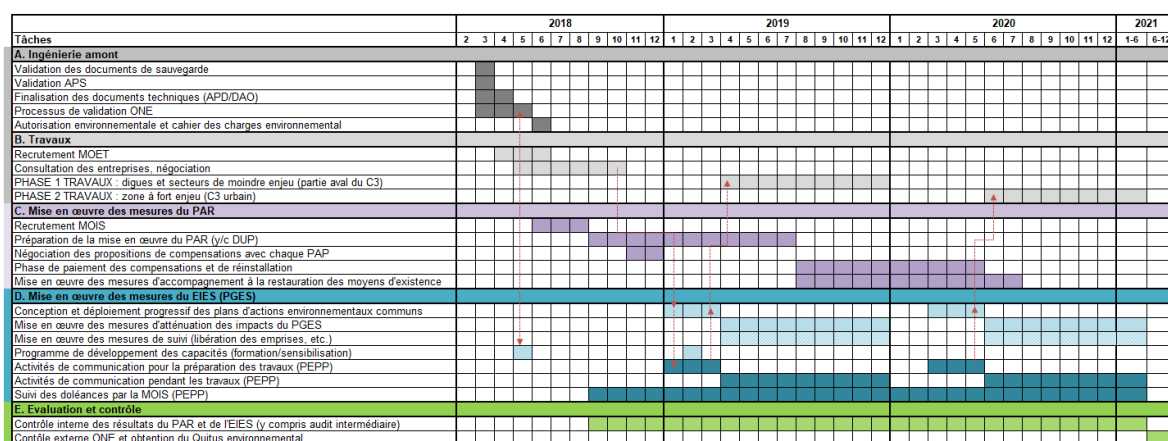 2018 2019 2020 2021
Tâches 2 3 4 5 6 7 8 9 10 11 12 1 2 3 4 5 6 7 8 9 10 11 12 1 2 3 4 5 6 7 8 9 10 11 12 1-6 6-12
A. Ingénierie amont
Validation des documents de sauvegarde
Validation APS
Finalisation des documents techniques (APD/DAO)
Processus de validation ONE
Autorisation environnementale et cahier des charges environnemental
B. Travaux
Recrutement MOET
Consultation des entreprises, négociation
PHASE 1 TRAVAUX : digues et secteurs de moindre enjeu (partie aval du C3)
PHASE 2 TRAVAUX : zone à fort enjeu (C3 urbain)
C. Mise en œuvre des mesures du PAR
Recrutement MOIS
Préparation de la mise en œuvre du PAR (y/c DUP)
Négociation des propositions de compensations avec chaque PAP
Phase de paiement des compensations et de réinstallation
Mise en œuvre des mesures d'accompagnement à la restauration des moyens d'existence
D. Mise en œuvre des mesures du EIES (PGES)
Conception et déploiement progressif des plans d'actions environnementaux communs
Mise en œuvre des mesures d'atténuation des impacts du PGES
Mise en œuvre des mesures de suivi (libération des emprises, etc.)
Programme de développement des capacités (formation/sensibilisation)
Activités de communication pour la préparation des travaux (PEPP)
Activités de communication pendant les travaux (PEPP)
Suivi des doléances par la MOIS (PEPP)
E. Evaluation et contrôle
Contrôle interne des résultats du PAR et de l'EIES (y compris audit intermédiaire)
Contôle externe ONE et obtention du Quitus environnemental